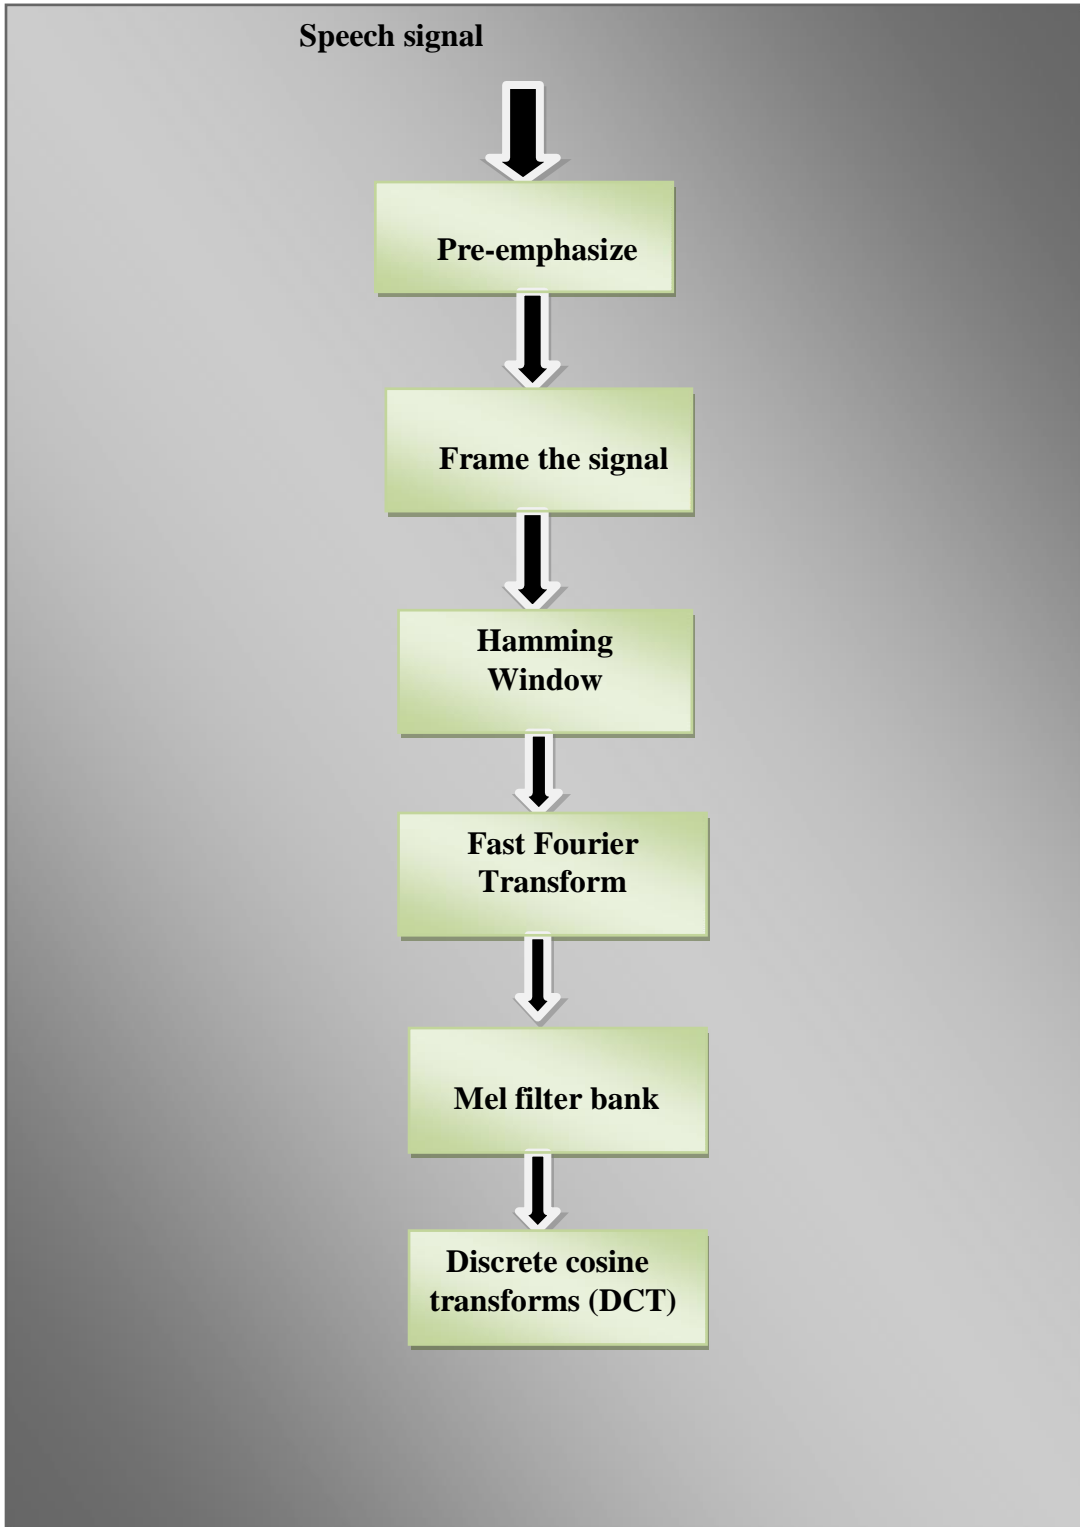 Speech signal
Pre-emphasize
Frame the signal
Hamming
Window
Fast Fourier
Transform
Mel filter bank
Discrete cosine
transforms (DCT)